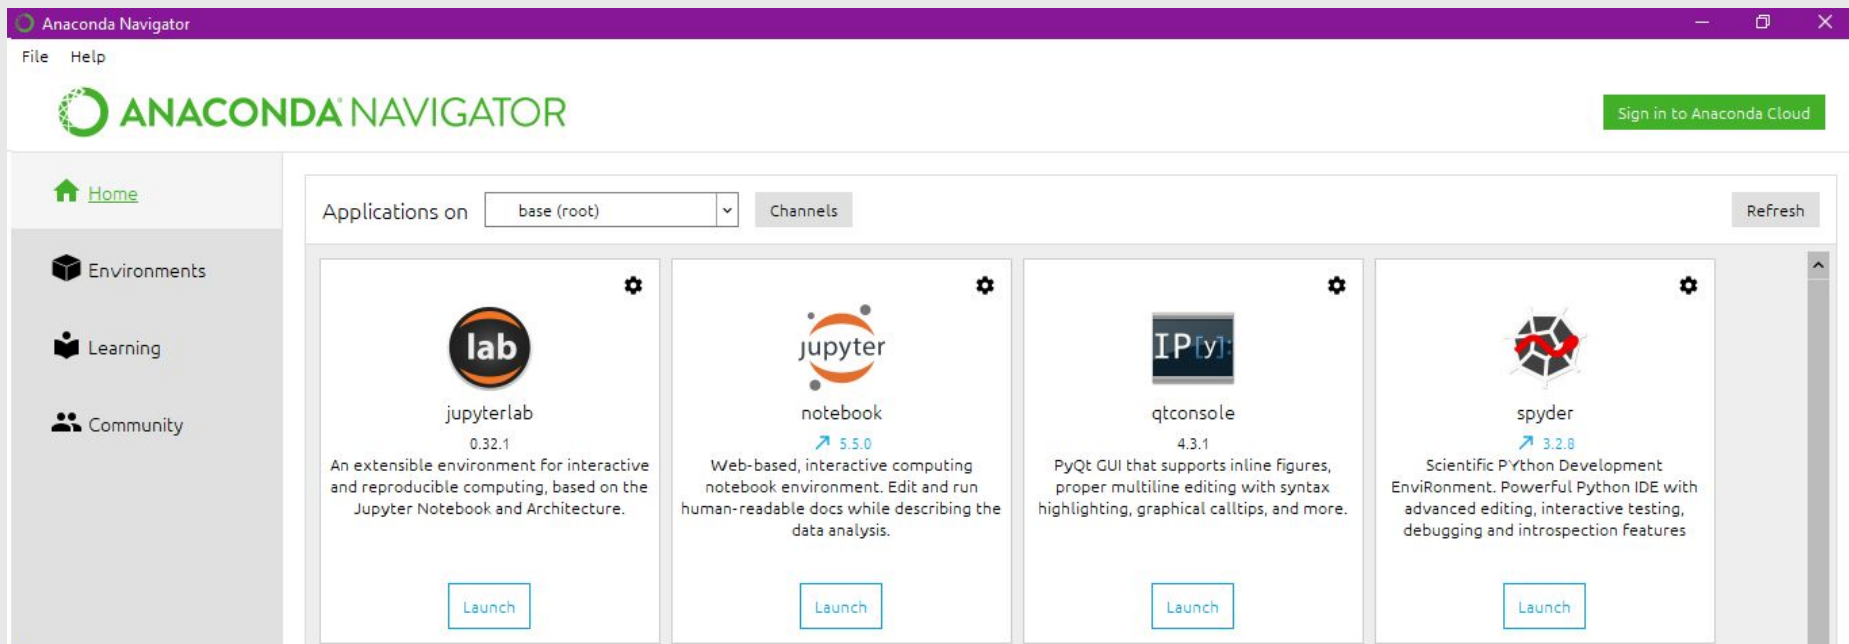 Anaconda Navigator
File Help
ANACONDA NAVIGATOR
Sign in to Anaconda Cloud
Home
Environments
Learning
Community
Applications on base (root) Channels Refresh
lab
jupyterlab
0.32.1
An extensible environment for interactive
and reproducible computing, based on the
Jupyter Notebook and Architecture.
Launch
jupyter
notebook
5.5.0
Web-based, interactive computing
notebook environment. Edit and run
human-readable docs while describing the
data analysis.
Launch
IP[y]:
qtconsole
4.3.1
PyQt GUI that supports inline figures,
proper multiline editing with syntax
highlighting, graphical calltips, and more.
Launch
spyder
3.2.8
Scientific PYthon Development
EnviRonment. Powerful Python IDE with
advanced editing, interactive testing,
debugging and introspection features
Launch